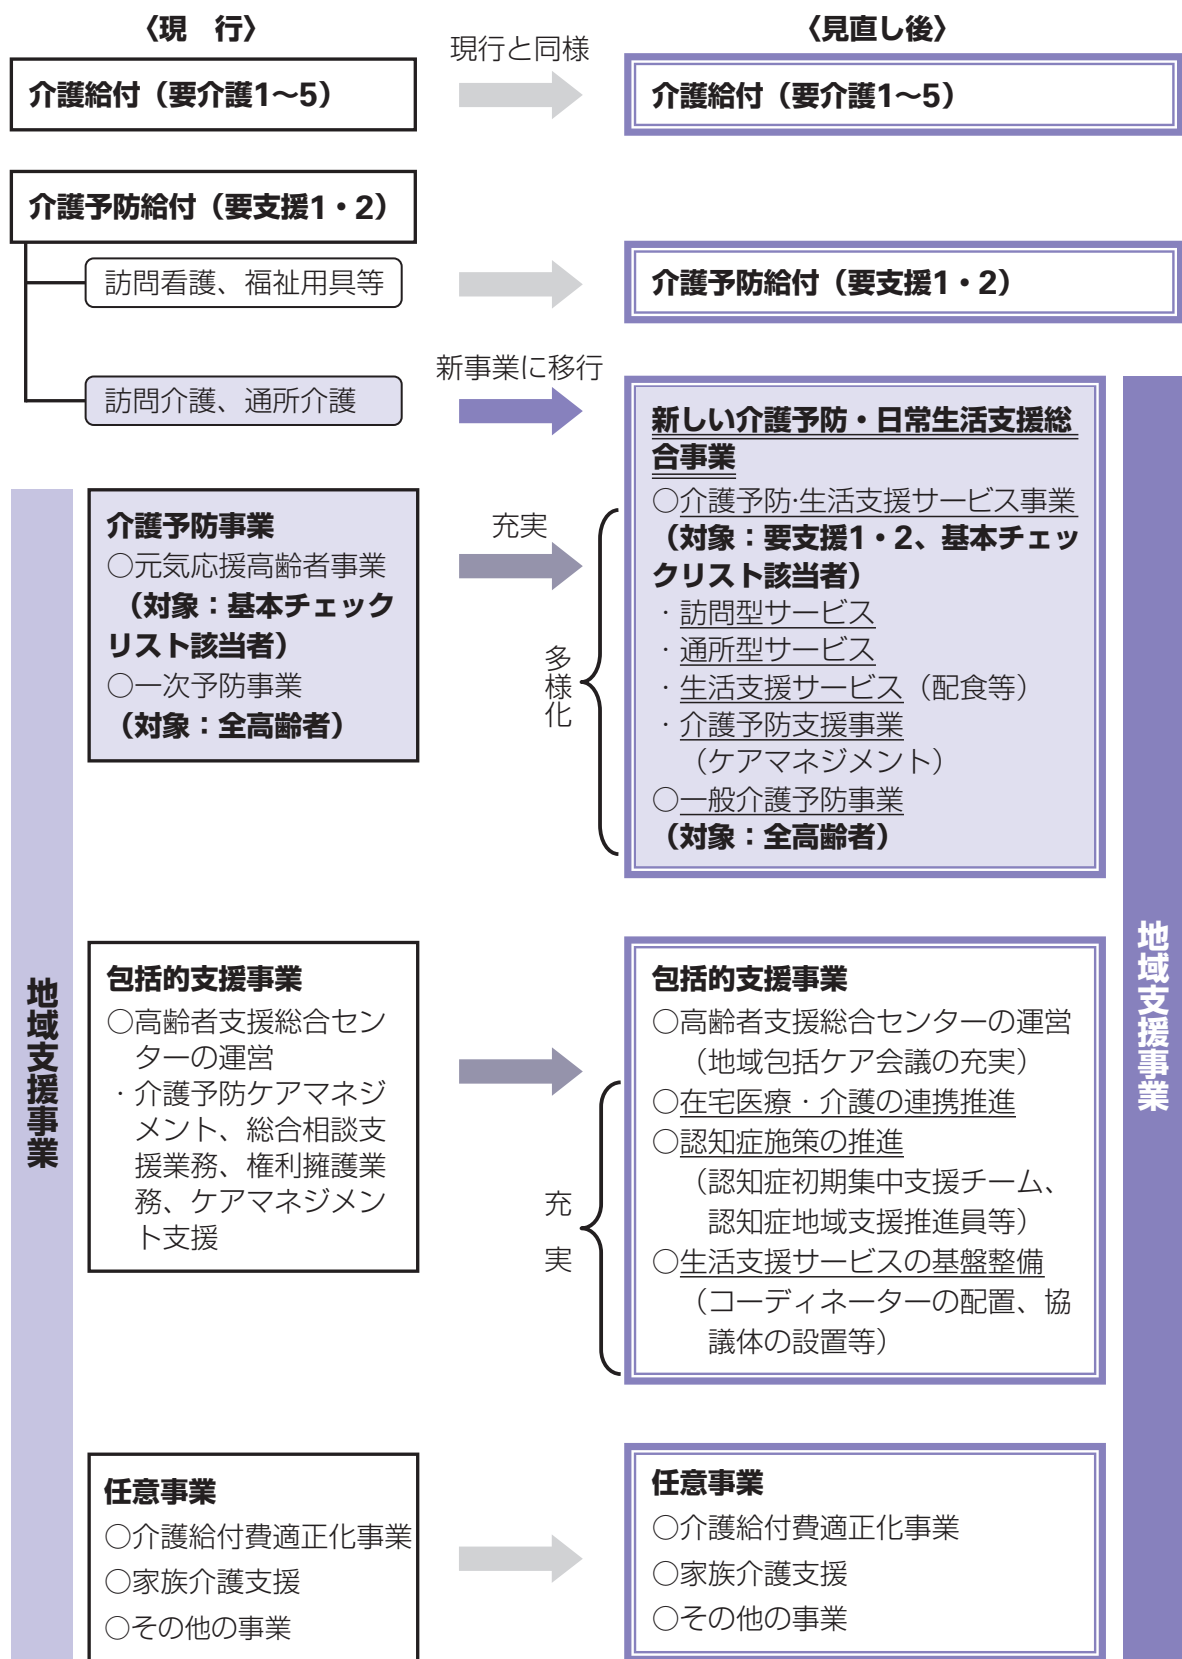 〈現　行〉
現行と同様
〈見直し後〉
介護給付（要介護1～5）
介護給付（要介護1～5）
介護予防給付（要支援1・2）
訪問看護、福祉用具等
介護予防給付（要支援1・2）
訪問介護、通所介護
新事業に移行
地域支援事業
介護予防事業
○元気応援高齢者事業
（対象：基本チェック
リスト該当者）
○一次予防事業
（対象：全高齢者）
充実
多様化
新しい介護予防・日常生活支援総
合事業
○介護予防･生活支援サービス事業
（対象：要支援1・2、基本チェッ
クリスト該当者）
・訪問型サービス
・通所型サービス
・生活支援サービス（配食等）
・介護予防支援事業
（ケアマネジメント）
○一般介護予防事業
（対象：全高齢者）
地域支援事業
包括的支援事業
○高齢者支援総合セン
ターの運営
・介護予防ケアマネジ
メント、総合相談支
援業務、権利擁護業
務、ケアマネジメン
ト支援
充　実
包括的支援事業
○高齢者支援総合センターの運営
（地域包括ケア会議の充実）
○在宅医療・介護の連携推進
○認知症施策の推進
（認知症初期集中支援チーム、
認知症地域支援推進員等）
○生活支援サービスの基盤整備
（コーディネーターの配置、協
議体の設置等）
任意事業
○介護給付費適正化事業
○家族介護支援
○その他の事業
任意事業
○介護給付費適正化事業
○家族介護支援
○その他の事業